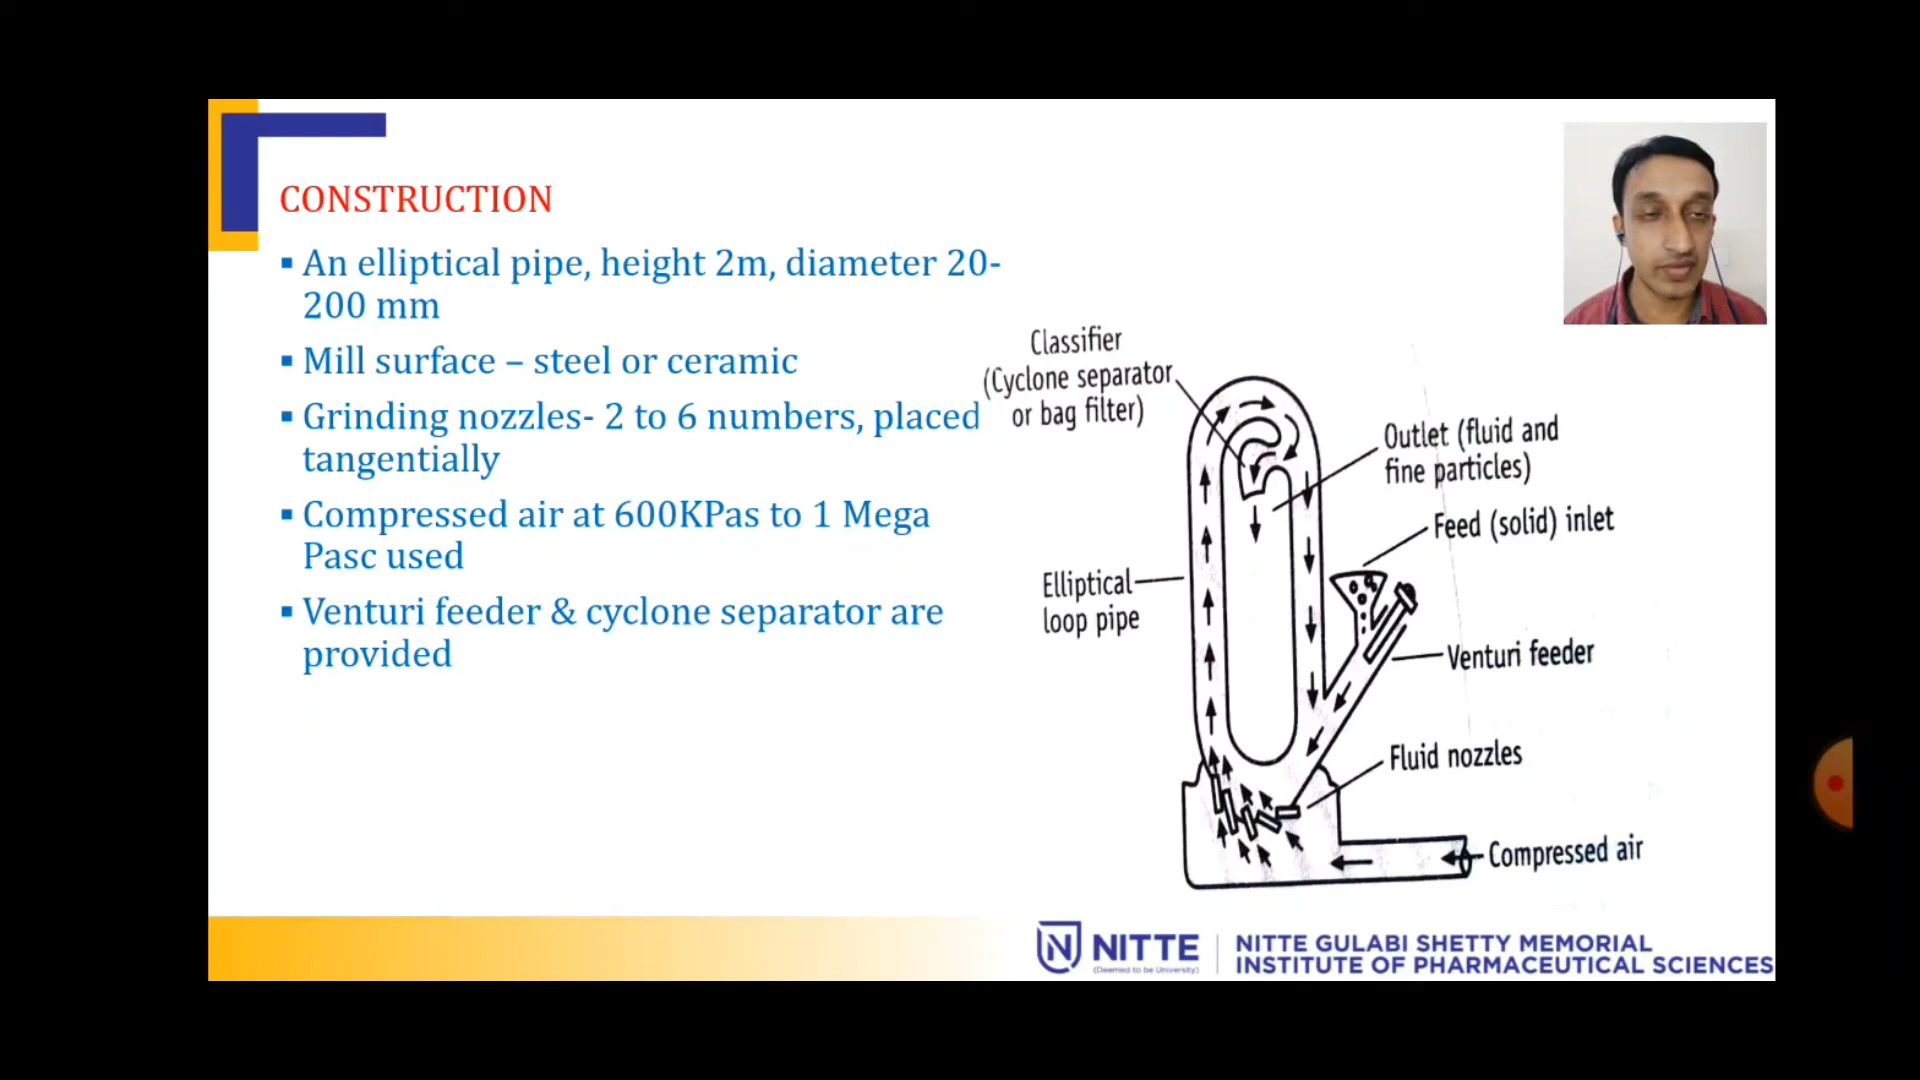 CONSTRUCTION
▪ An elliptical pipe, height 2m, diameter 20-
200 mm
▪ Mill surface – steel or ceramic
▪ Grinding nozzles- 2 to 6 numbers, placed
tangentially
▪ Compressed air at 600KPas to 1 Mega
Pasc used
▪ Venturi feeder & cyclone separator are
provided
Classifier
(Cyclone separator
or bag filter)
Outlet (fluid and
fine particles)
Feed (solid) inlet
Elliptical
loop pipe
Venturi feeder
Fluid nozzles
Compressed air
N NITTE
(Deemed to be University)
NITTE GULABI SHETTY MEMORIAL
INSTITUTE OF PHARMACEUTICAL SCIENCES